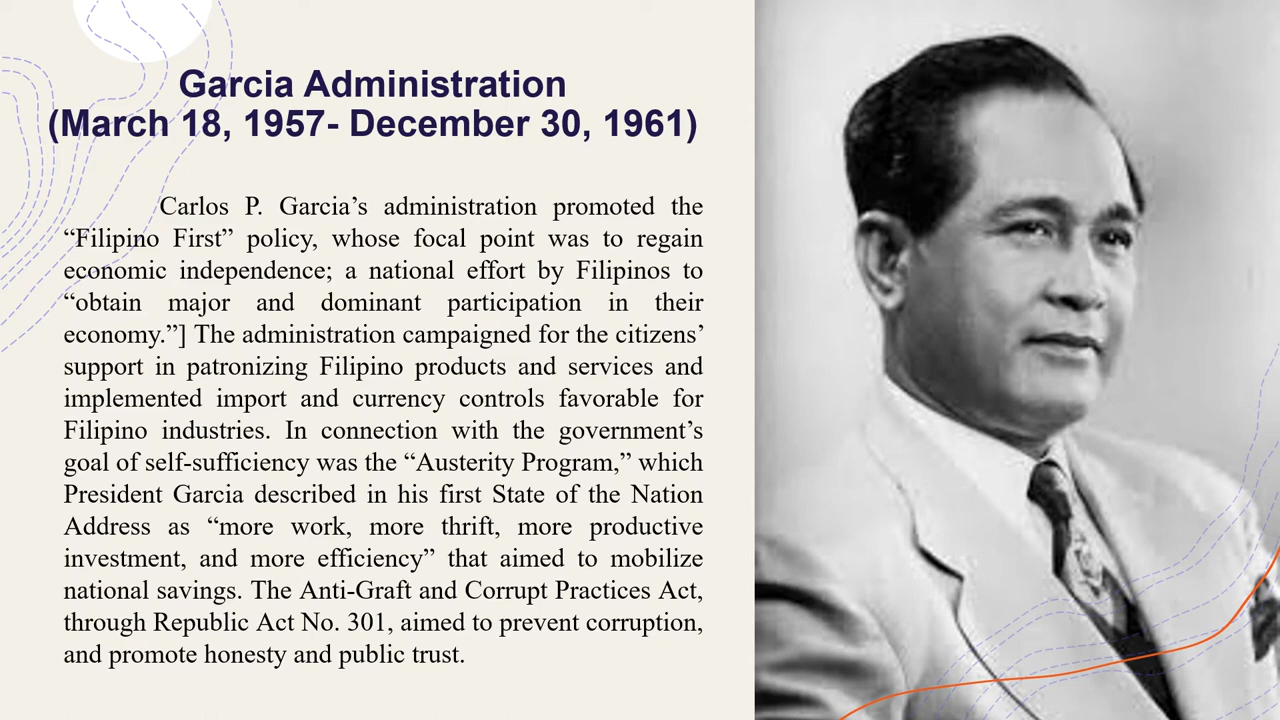 Garcia Administration
(March 18, 1957- December 30, 1961)
Carlos P. Garcia’s administration promoted the
“Filipino First” policy, whose focal point was to regain
economic independence; a national effort by Filipinos to
“obtain major and dominant participation in their
economy.”] The administration campaigned for the citizens’
support in patronizing Filipino products and services and
implemented import and currency controls favorable for
Filipino industries. In connection with the government’s
goal of self-sufficiency was the “Austerity Program,” which
President Garcia described in his first State of the Nation
Address as “more work, more thrift, more productive
investment, and more efficiency” that aimed to mobilize
national savings. The Anti-Graft and Corrupt Practices Act,
through Republic Act No. 301, aimed to prevent corruption,
and promote honesty and public trust.